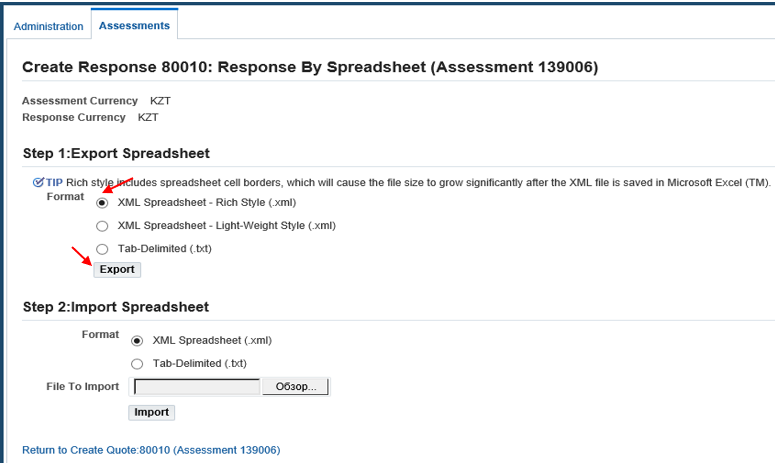 Administration
Assessments
Create Response 80010: Response By Spreadsheet (Assessment 139006)
Assessment Currency KZT
Response Currency KZT
Step 1:Export Spreadsheet
TIP Rich style includes spreadsheet cell borders, which will cause the file size to grow significantly after the XML file is saved in Microsoft Excel (TM).
Format XML Spreadsheet - Rich Style (.xml)
XML Spreadsheet - Light-Weight Style (.xml)
Tab-Delimited (.txt)
Export
Step 2:Import Spreadsheet
Format XML Spreadsheet (.xml)
Tab-Delimited (.txt)
File To Import Обзор...
Import
Return to Create Quote:80010 (Assessment 139006)